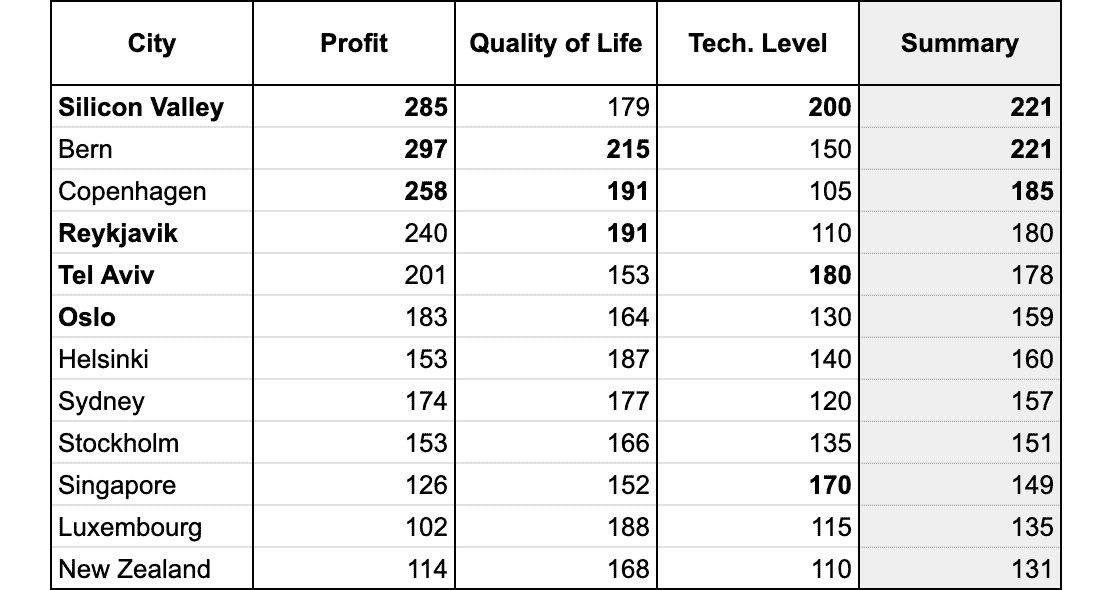 City Profit Quality of Life Tech. Level Summary
Silicon Valley 285 179 200 221
Bern 297 215 150 221
Copenhagen 258 191 105 185
Reykjavik 240 191 110 180
Tel Aviv 201 153 180 178
Oslo 183 164 130 159
Helsinki 153 187 140 160
Sydney 174 177 120 157
Stockholm 153 166 135 151
Singapore 126 152 170 149
Luxembourg 102 188 115 135
New Zealand 114 168 110 131